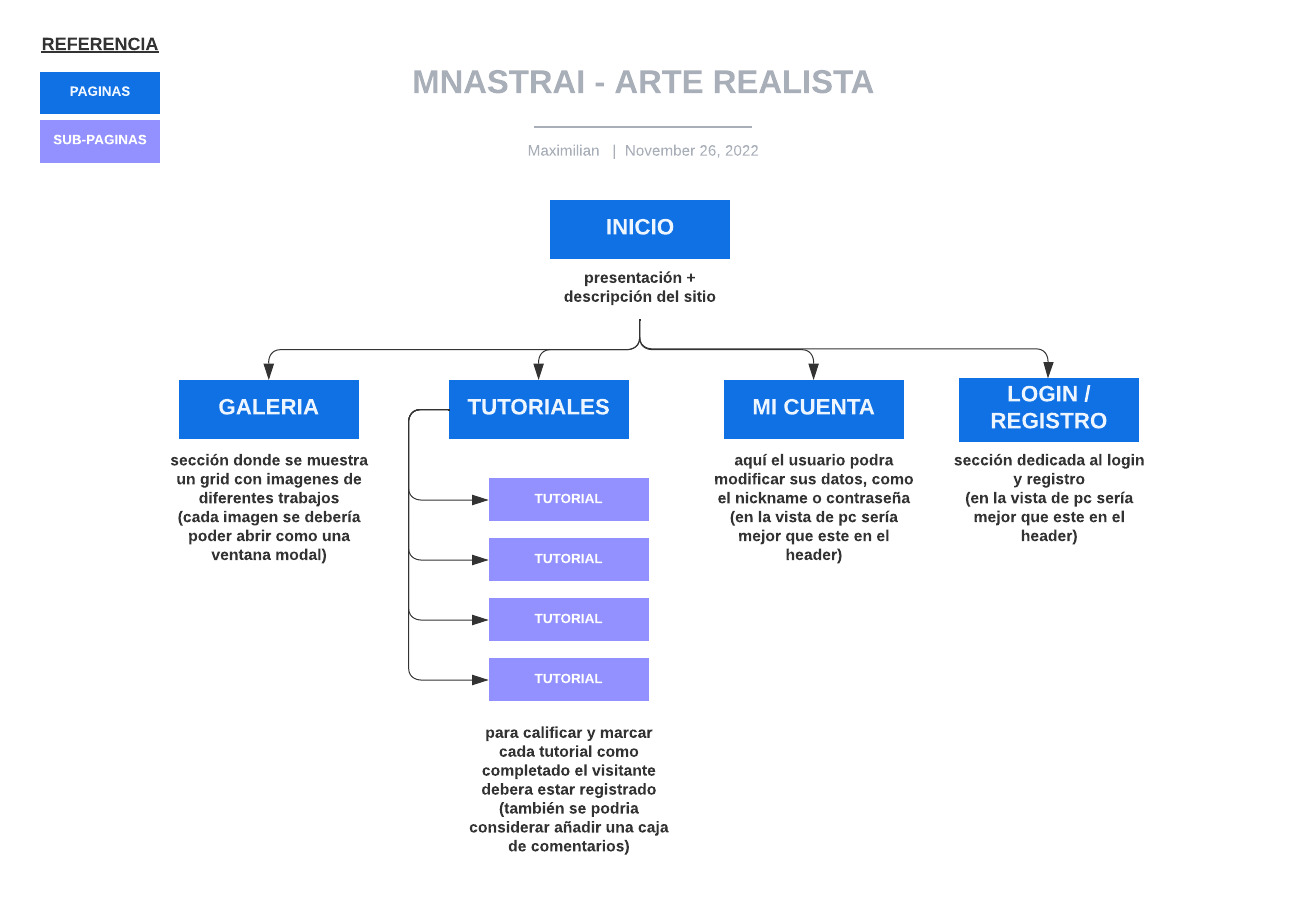 REFERENCIA
PAGINAS
SUB-PAGINAS
MNASTRAI - ARTE REALISTA
Maximilian | November 26, 2022
INICIO
presentación +
descripción del sitio
GALERIA
sección donde se muestra
un grid con imagenes de
diferentes trabajos
(cada imagen se debería
poder abrir como una
ventana modal)
TUTORIALES
TUTORIAL
TUTORIAL
TUTORIAL
TUTORIAL
para calificar y marcar
cada tutorial como
completado el visitante
debera estar registrado
(también se podria
considerar añadir una caja
de comentarios)
MI CUENTA
aquí el usuario podra
modificar sus datos, como
el nickname o contraseña
(en la vista de pc sería
mejor que este en el
header)
LOGIN /
REGISTRO
sección dedicada al login
y registro
(en la vista de pc sería
mejor que este en el
header)